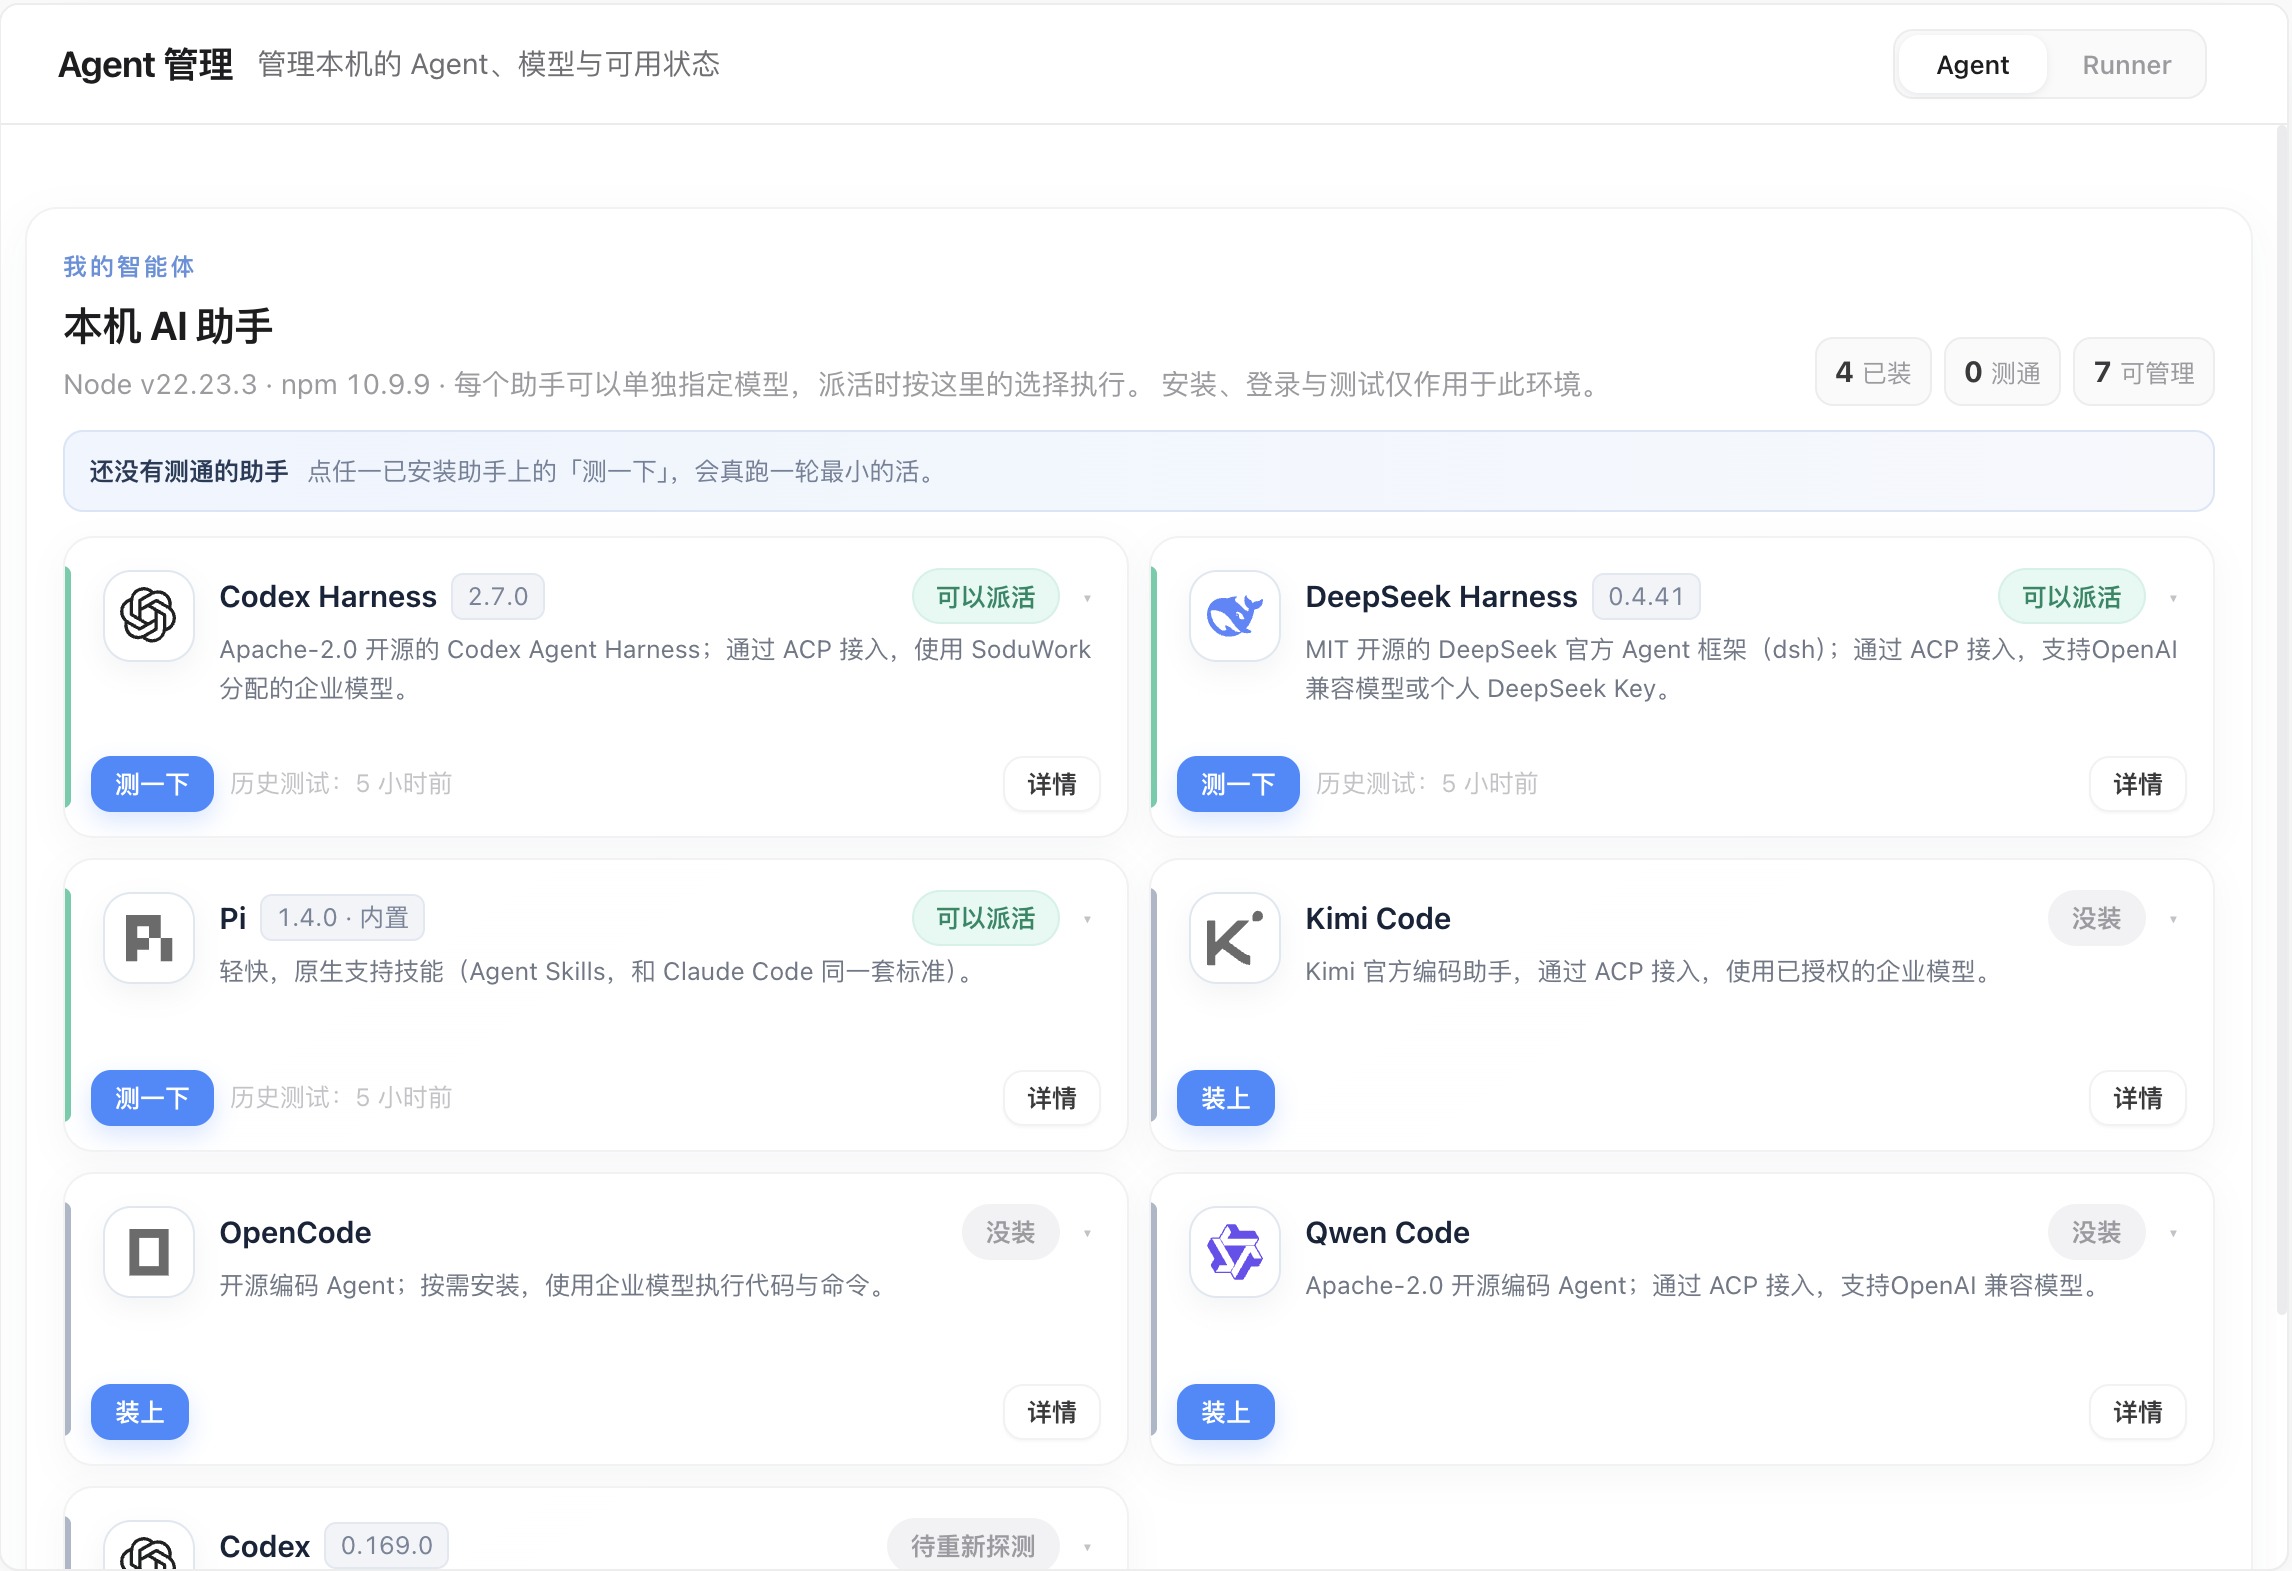 Agent 管理 管理本机的 Agent、模型与可用状态
Agent Runner
我的智能体
本机 AI 助手
Node v22.23.3 · npm 10.9.9 · 每个助手可以单独指定模型，派活时按这里的选择执行。 安装、登录与测试仅作用于此环境。
4 已装 0 测通 7 可管理
还没有测通的助手 点任一已安装助手上的「测一下」，会真跑一轮最小的活。
Codex Harness 2.7.0 可以派活
Apache-2.0 开源的 Codex Agent Harness；通过 ACP 接入，使用 SoduWork
分配的企业模型。
测一下 历史测试：5 小时前 详情
DeepSeek Harness 0.4.41 可以派活
MIT 开源的 DeepSeek 官方 Agent 框架（dsh）；通过 ACP 接入，支持OpenAI
兼容模型或个人 DeepSeek Key。
测一下 历史测试：5 小时前 详情
Pi 1.4.0 · 内置 可以派活
轻快，原生支持技能（Agent Skills，和 Claude Code 同一套标准）。
测一下 历史测试：5 小时前 详情
Kimi Code 没装
Kimi 官方编码助手，通过 ACP 接入，使用已授权的企业模型。
装上 详情
OpenCode 没装
开源编码 Agent；按需安装，使用企业模型执行代码与命令。
装上 详情
Qwen Code 没装
Apache-2.0 开源编码 Agent；通过 ACP 接入，支持OpenAI 兼容模型。
装上 详情
Codex 0.169.0 待重新探测